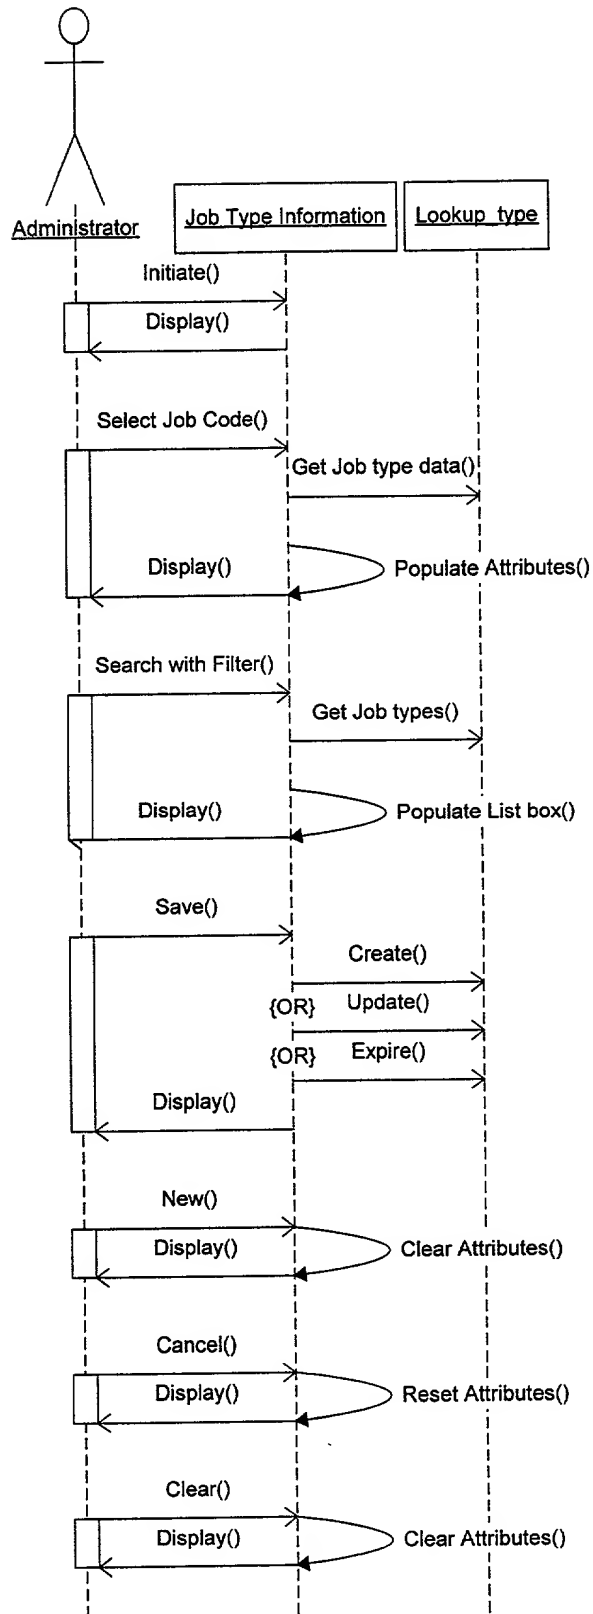 Administrator
Job Type Information
Lookup_type
Initiate()
Display()
Select Job Code()
Get Job type data()
Display()
Populate Attributes()
Search with Filter()
Get Job types()
Display()
Populate List box()
Save()
Create()
{OR}
Update()
{OR}
Expire()
Display()
New()
Display()
Clear Attributes()
Cancel()
Display()
Reset Attributes()
Clear()
Display()
Clear Attributes()